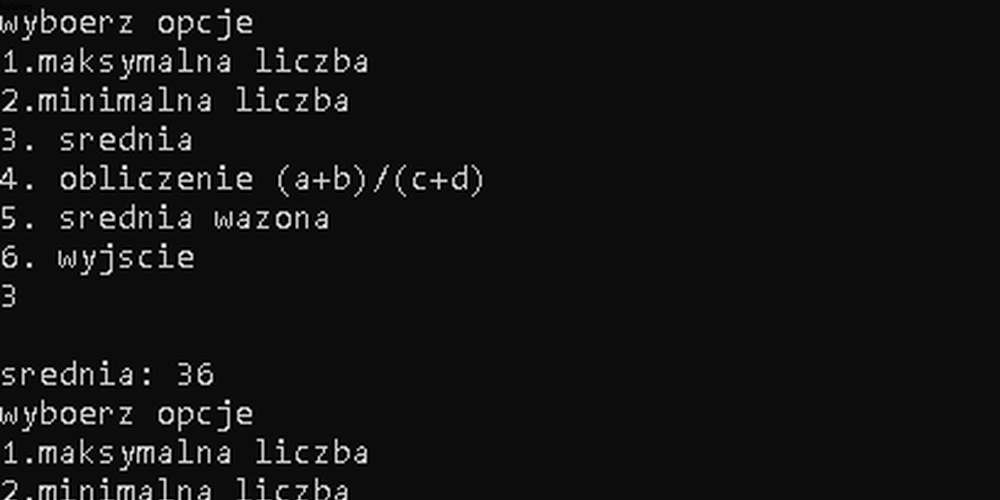 wyboerz opcje
1.maksymalna liczba
2.minimalna liczba
3. srednia
4. obliczenie (a+b)/(c+d)
5. srednia wazona
6. wyjscie
3
srednia: 36
wyboerz opcje
1.maksymalna liczba
2.minimalna liczba